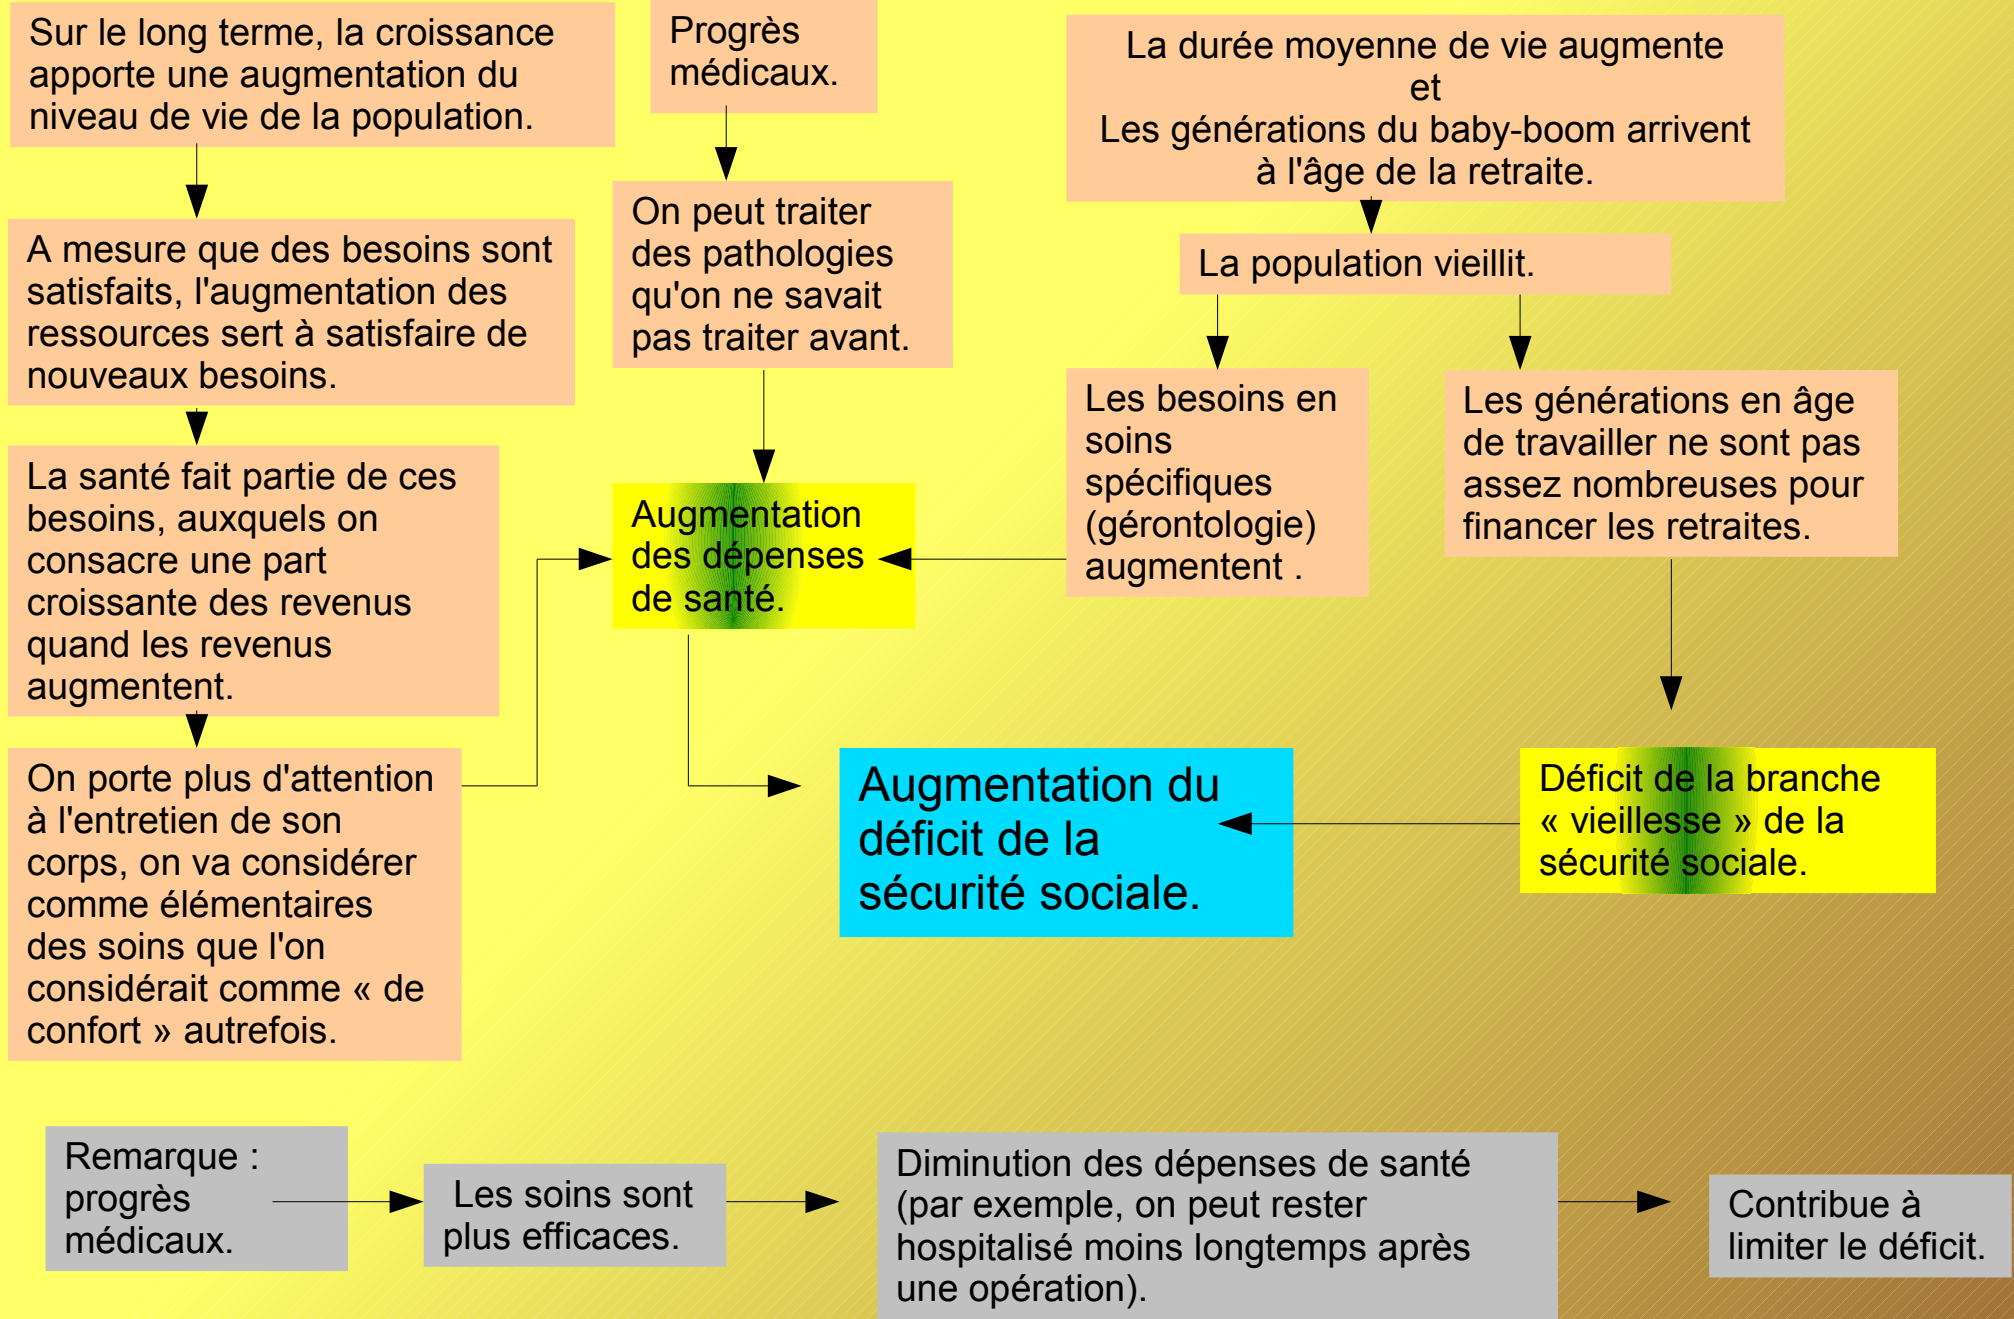 Sur le long terme, la croissance
apporte une augmentation du
niveau de vie de la population.
A mesure que des besoins sont
satisfaits, l'augmentation des
ressources sert à satisfaire de
nouveaux besoins.
La santé fait partie de ces
besoins, auxquels on
consacre une part
croissante des revenus
quand les revenus
augmentent.
On porte plus d'attention
à l'entretien de son
corps, on va considérer
comme élémentaires
des soins que l'on
considérait comme « de
confort » autrefois.
Progrès
médicaux.
On peut traiter
des pathologies
qu'on ne savait
pas traiter avant.
Augmentation
des dépenses
de santé.
La durée moyenne de vie augmente
et
Les générations du baby-boom arrivent
à l'âge de la retraite.
La population vieillit.
Les besoins en
soins
spécifiques
(gérontologie)
augmentent .
Les générations en âge
de travailler ne sont pas
assez nombreuses pour
financer les retraites.
Déficit de la branche
« vieillesse » de la
sécurité sociale.
Augmentation du
déficit de la
sécurité sociale.
Remarque :
progrès
médicaux.
Les soins sont
plus efficaces.
Diminution des dépenses de santé
(par exemple, on peut rester
hospitalisé moins longtemps après
une opération).
Contribue à
limiter le déficit.